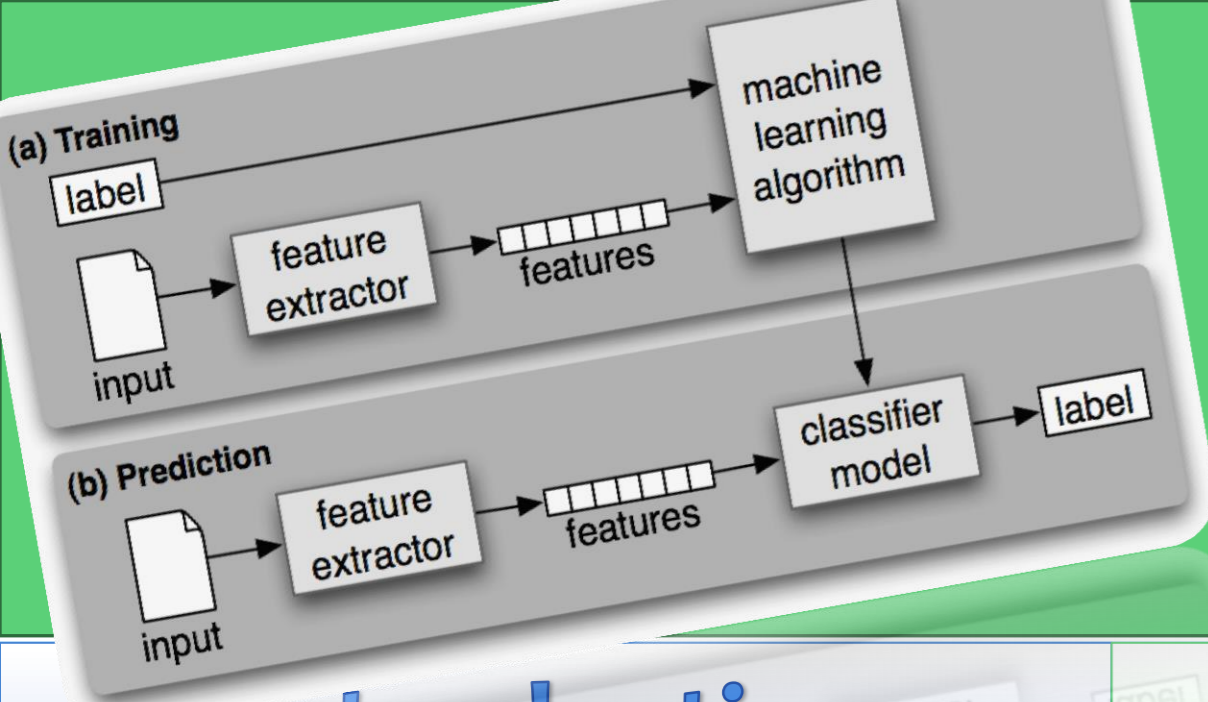 (a) Training
label
machine
learning
algorithm
feature
extractor
features
input
(b) Prediction
feature
extractor
features
classifier
model
label
input